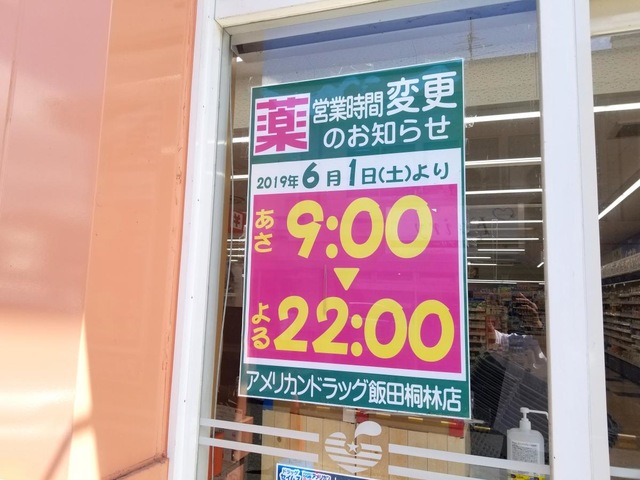 薬 営業時間変更
のお知らせ
2019年6月1日(土)より
あさ 9:00
よる 22:00
アメリカンドラッグ飯田桐林店